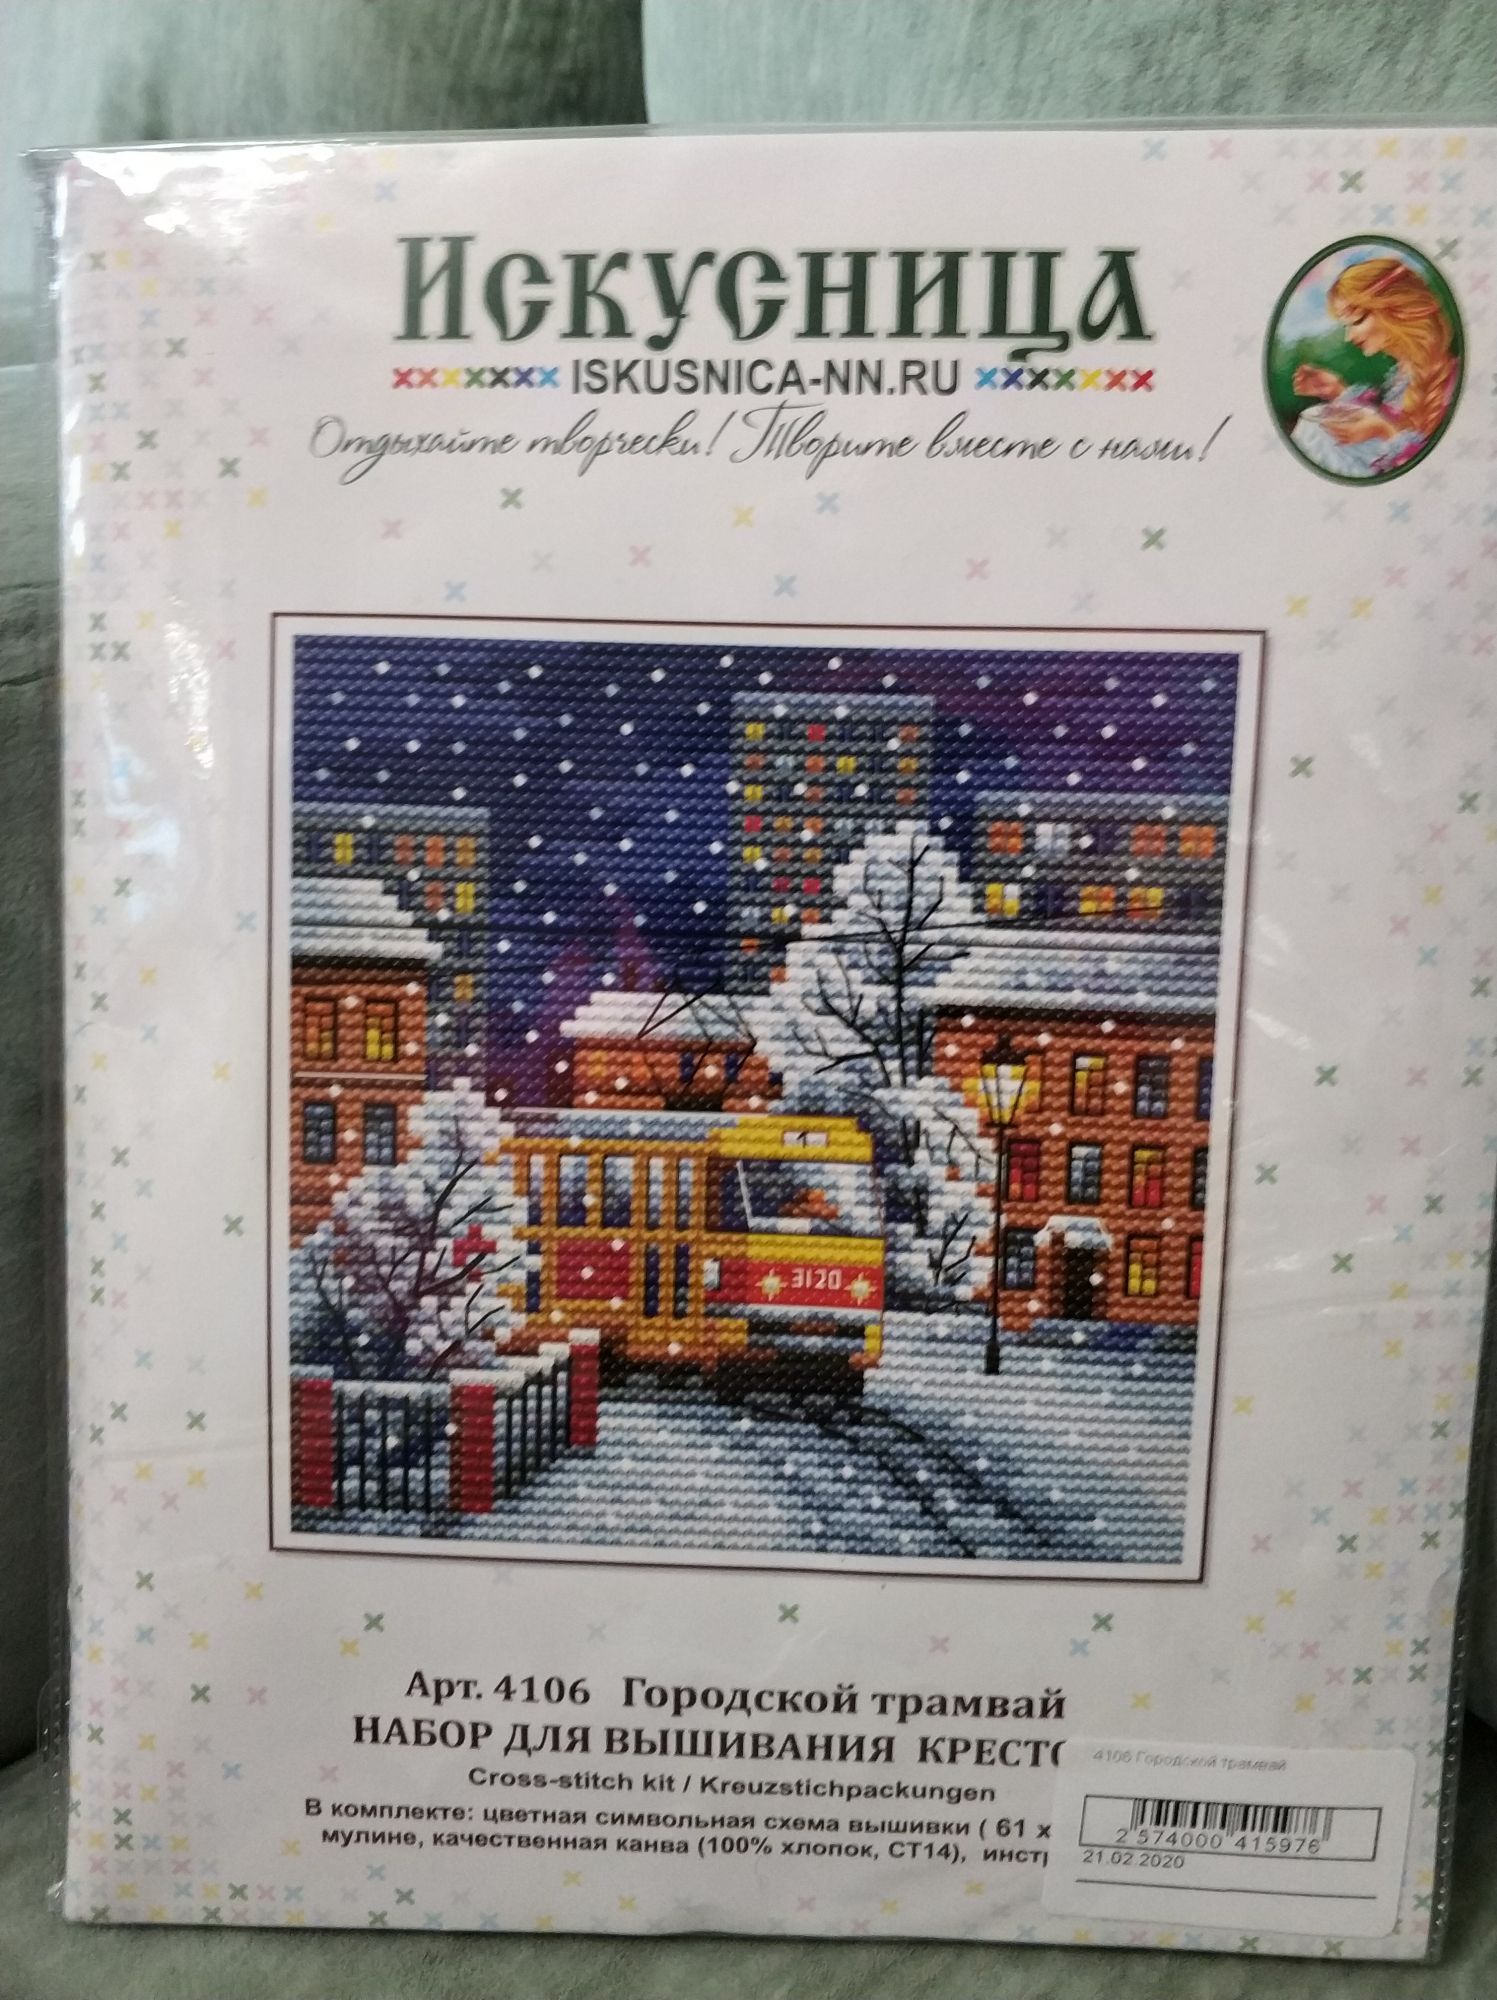 Искусница
ISKUSNICA-NN.RU
Отдыхайте творчески! Творите вместе с нами!
1
3120
Арт. 4106 Городской трамвай
НАБОР ДЛЯ ВЫШИВАНИЯ КРЕСТО
Cross-stitch kit / Kreuzstichpackungen
В комплекте: цветная символьная схема вышивки ( 61 х
мулине, качественная канва (100% хлопок, СТ14), инстр
4106 Городской трамвай
2 574000 415976
21.02.2020